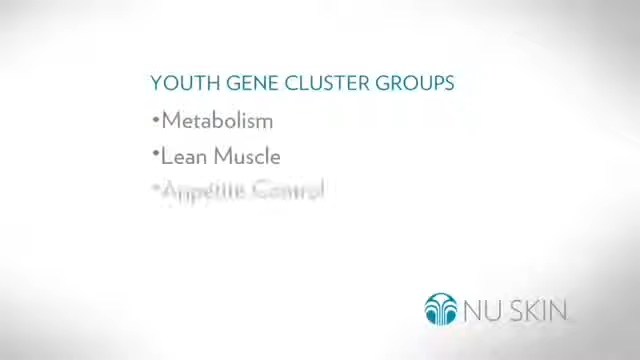 YOUTH GENE CLUSTER GROUPS
•Metabolism
•Lean Muscle
•Appetite Control
NU SKIN